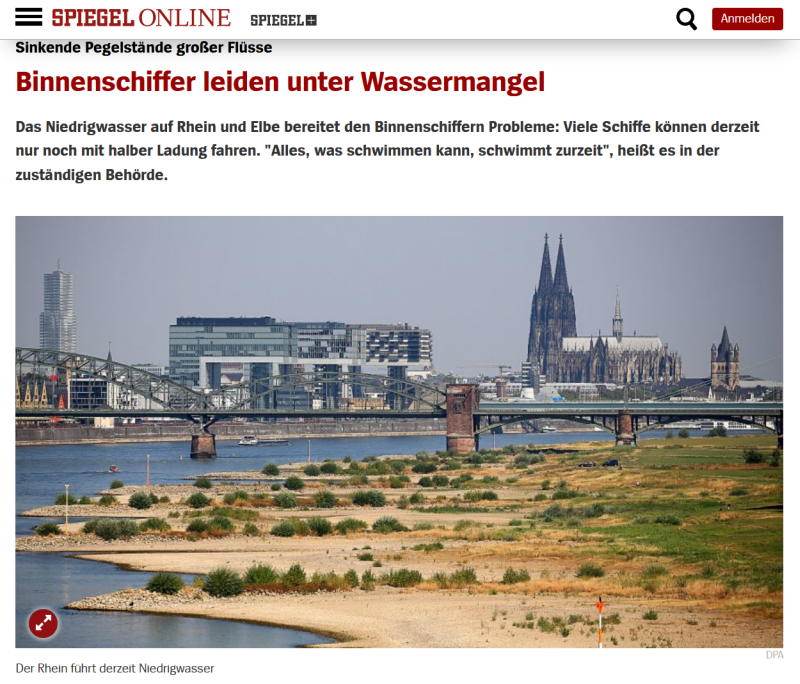 SPIEGEL ONLINE SPIEGEL+ Anmelden
Sinkende Pegelstände großer Flüsse
Binnenschiffer leiden unter Wassermangel
Das Niedrigwasser auf Rhein und Elbe bereitet den Binnenschiffern Probleme: Viele Schiffe können derzeit
nur noch mit halber Ladung fahren. "Alles, was schwimmen kann, schwimmt zurzeit", heißt es in der
zuständigen Behörde.
DPA
Der Rhein führt derzeit Niedrigwasser